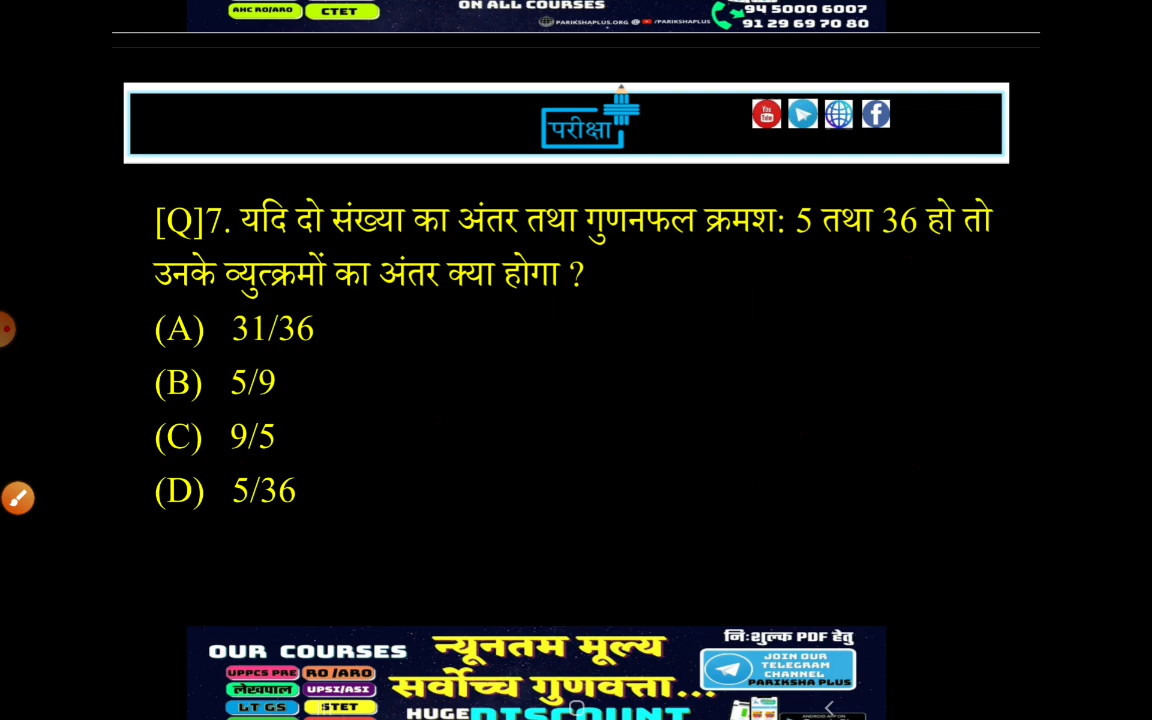 AHC RO/ARO
CTET
ON ALL COURSES
PARIKSHAPLUS.ORG @ /PARIKSHAPLUS
94 5000 6007
91 29 69 70 80
परीक्षा
You Tube
[Q]7. यदि दो संख्या का अंतर तथा गुणनफल क्रमश: 5 तथा 36 हो तो
उनके व्युत्क्रमों का अंतर क्या होगा ?
(A) 31/36
(B) 5/9
(C) 9/5
(D) 5/36
OUR COURSES
UPPCS PRE RO /ARO
लेखपाल UPSI/ASI
LT GS STET
न्यूनतम मूल्य
सर्वोच्च गुणवत्ता...
HUGE DISCOUNT
नि:शुल्क PDF हेतु
JOIN OUR
TELEGRAM
CHANNEL
PARIKSHA PLUS